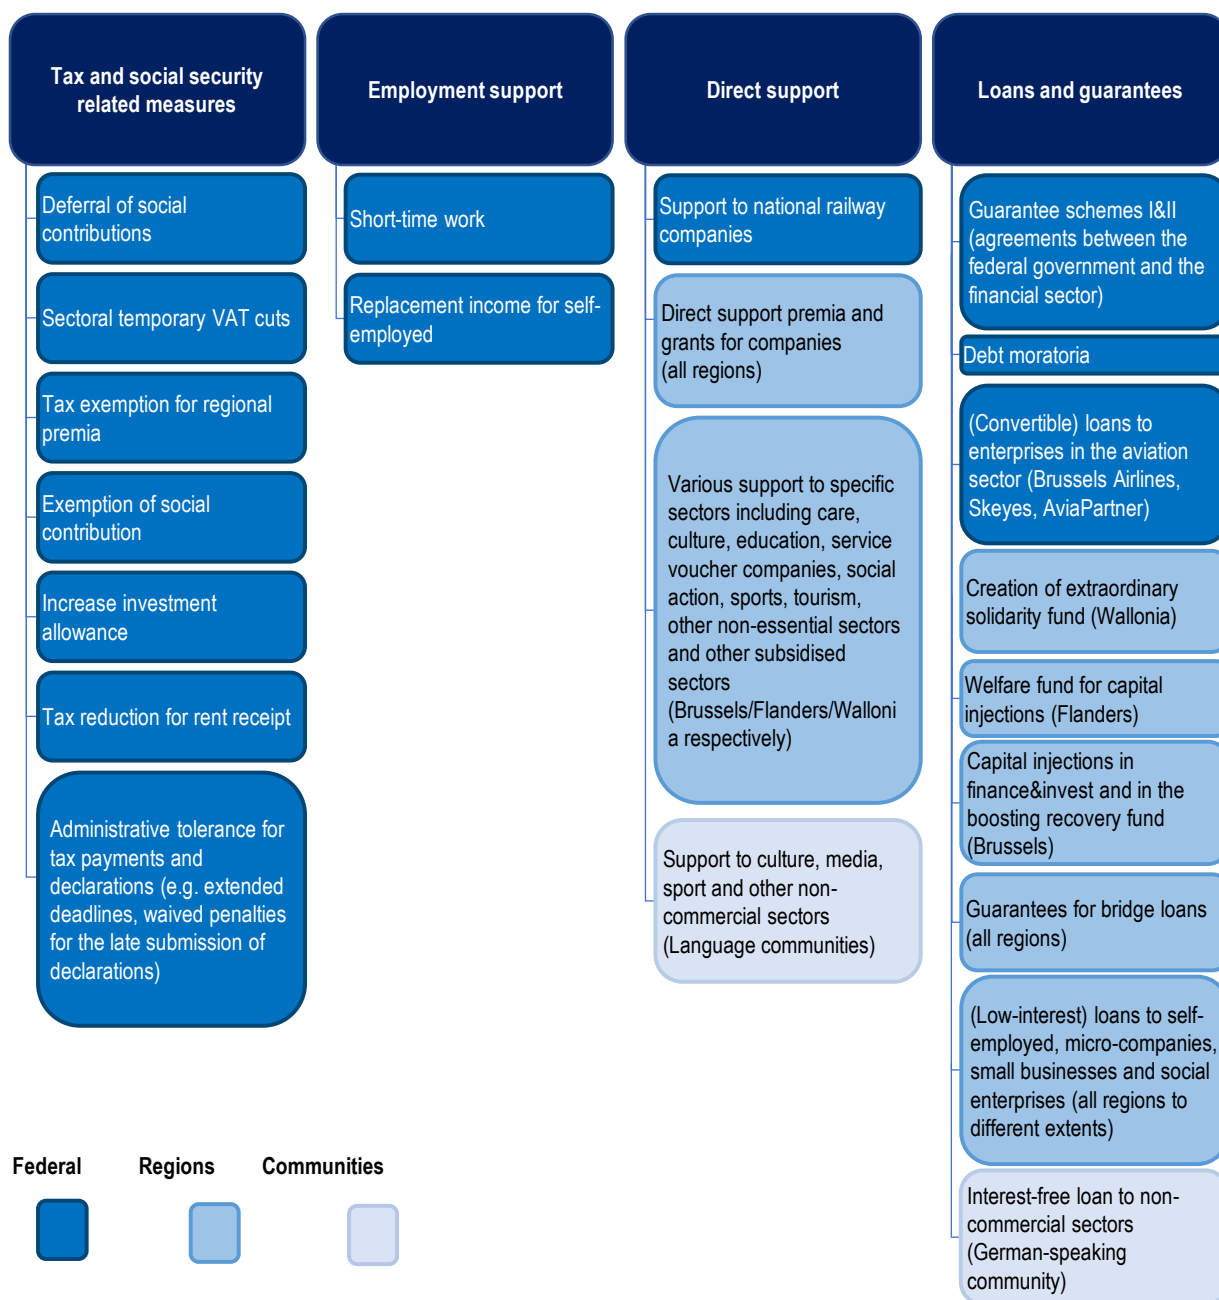 Tax and social security
related measures
Deferral of social
contributions
Sectoral temporary VAT cuts
Tax exemption for regional
premia
Exemption of social
contribution
Increase investment
allowance
Tax reduction for rent receipt
Administrative tolerance for
tax payments and
declarations (e.g. extended
deadlines, waived penalties
for the late submission of
declarations)
Employment support
Short-time work
Replacement income for self-
employed
Direct support
Support to national railway
companies
Direct support premia and
grants for companies
(all regions)
Various support to specific
sectors including care,
culture, education, service
voucher companies, social
action, sports, tourism,
other non-essential sectors
and other subsidised
sectors
(Brussels/Flanders/Walloni
a respectively)
Support to culture, media,
sport and other non-
commercial sectors
(Language communities)
Loans and guarantees
Guarantee schemes I&II
(agreements between the
federal government and the
financial sector)
Debt moratoria
(Convertible) loans to
enterprises in the aviation
sector (Brussels Airlines,
Skeyes, AviaPartner)
Creation of extraordinary
solidarity fund (Wallonia)
Welfare fund for capital
injections (Flanders)
Capital injections in
finance&invest and in the
boosting recovery fund
(Brussels)
Guarantees for bridge loans
(all regions)
(Low-interest) loans to self-
employed, micro-companies,
small businesses and social
enterprises (all regions to
different extents)
Interest-free loan to non-
commercial sectors
(German-speaking
community)
Federal
Regions
Communities